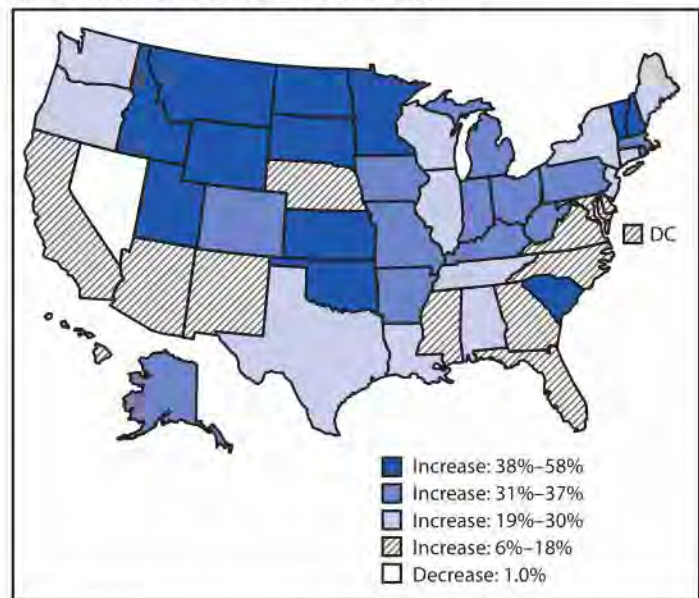 DC
Increase: 38%–58%
Increase: 31%–37%
Increase: 19%–30%
Increase: 6%–18%
Decrease: 1.0%